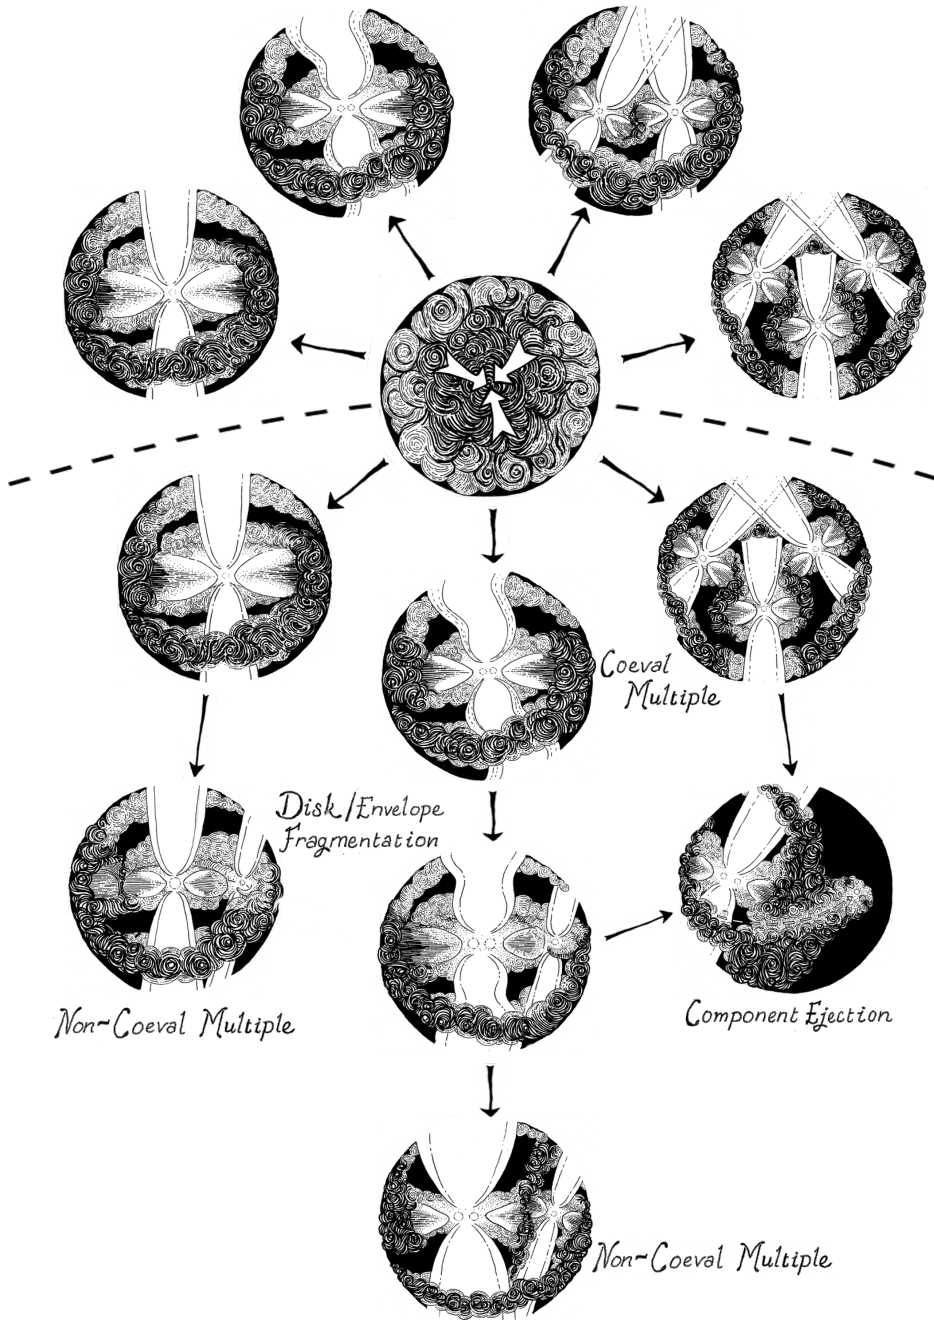 Coeval
Multiple
Disk/Envelope
Fragmentation
Non-Coeval Multiple
Component Ejection
Non-Coeval Multiple